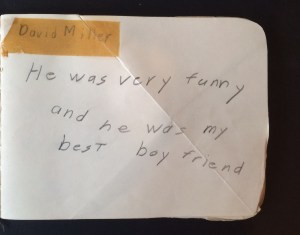 David Miller
He was very funny
and he was my
best boy friend